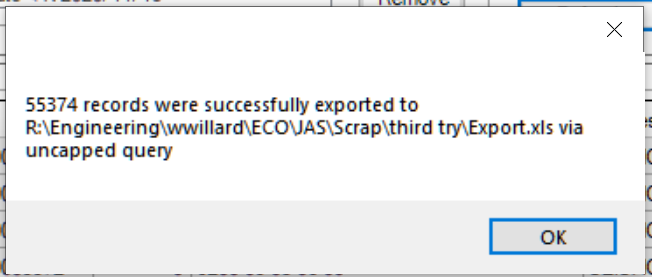 Remove
55374 records were successfully exported to
R:\Engineering\wwillard\ECO\JAS\Scrap\third try\Export.xls via
uncapped query
OK